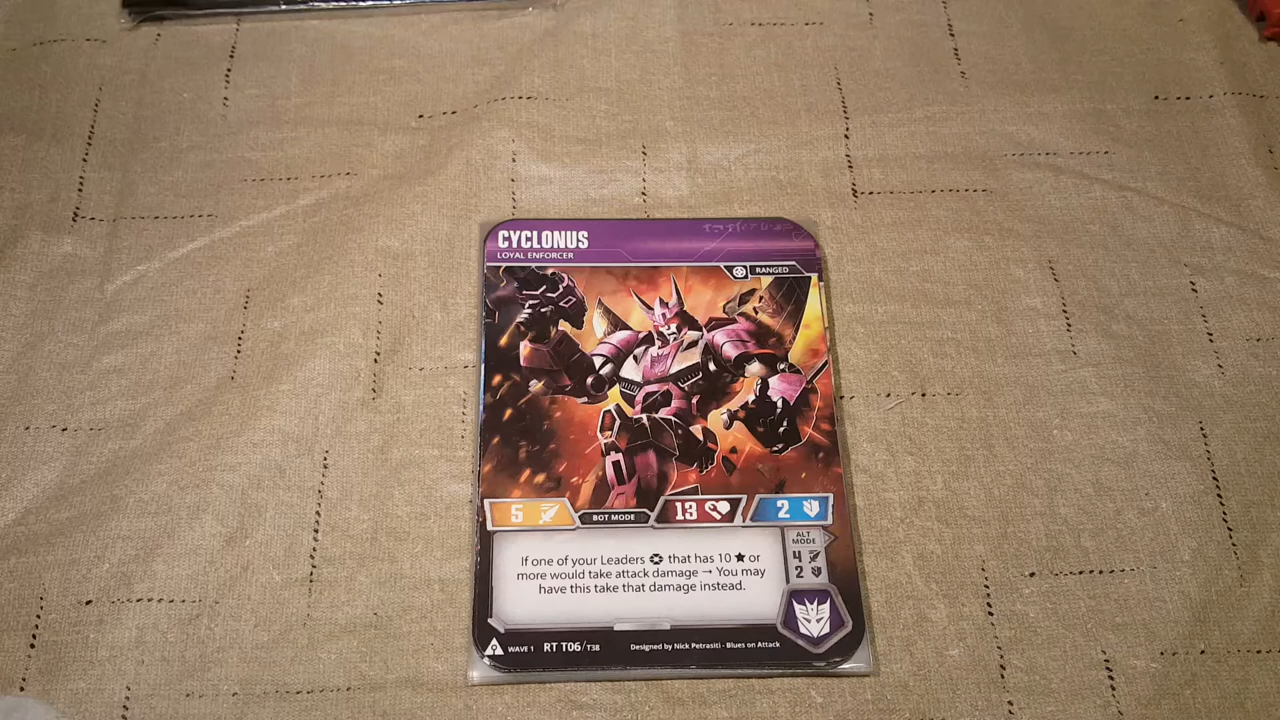 CYCLONUS
LOYAL ENFORCER
RANGED
5
BOT MODE
13
2
ALT
MODE
4
2
If one of your Leaders that has 10 ★ or
more would take attack damage → You may
have this take that damage instead.
WAVE 1 RT T06/T38
Designed by Nick Petrasiti - Blues on Attack